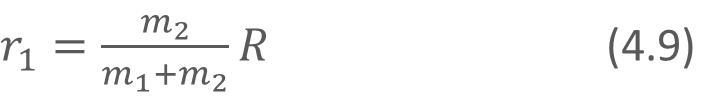 r₁ = m₂/(m₁+m₂) R (4.9)